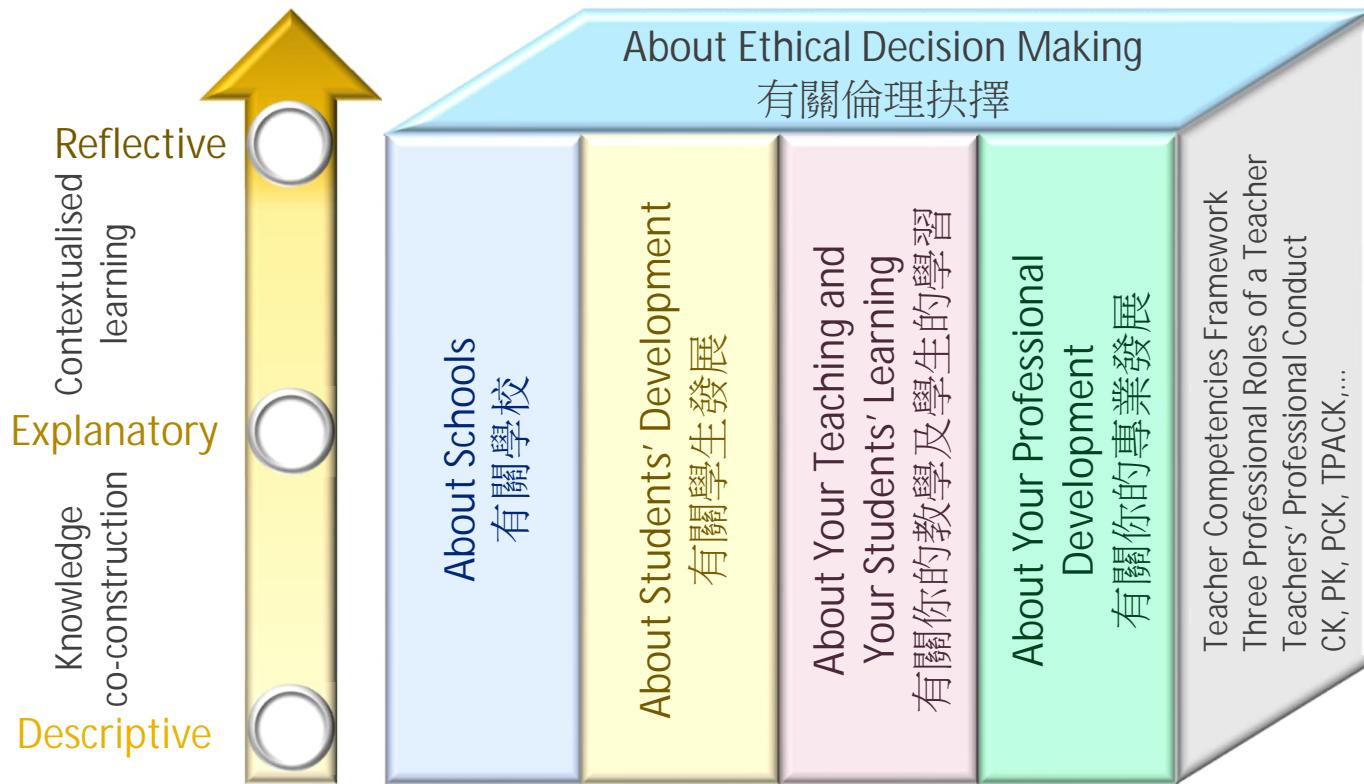 About Ethical Decision Making
有關倫理抉擇
Reflective
Contextualised
learning
Explanatory
Knowledge
co-construction
Descriptive
About Schools
有關學校
About Students' Development
有關學生發展
About Your Teaching and
Your Students' Learning
有關你的教學及學生的學習
About Your Professional
Development
有關你的專業發展
Teacher Competencies Framework
Three Professional Roles of a Teacher
Teachers' Professional Conduct
CK, PK, PCK, TPACK,...